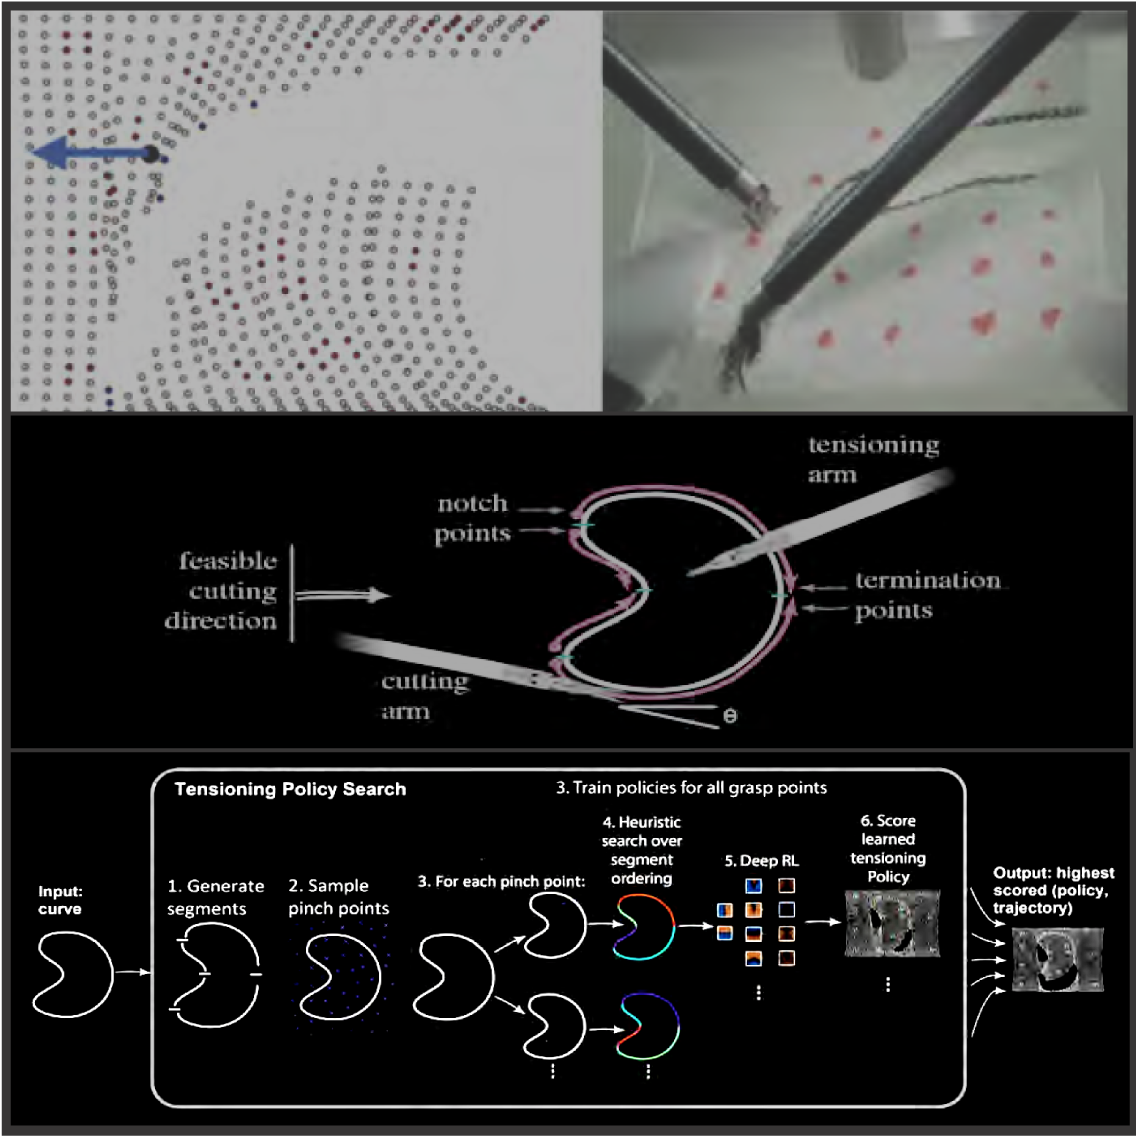 tensioning
arm
notch
points
feasible
cutting
direction
termination
points
cutting
arm
θ
Tensioning Policy Search
3. Train policies for all grasp points
Input:
curve
1. Generate
segments
2. Sample
pinch points
3. For each pinch point:
4. Heuristic
search over
segment
ordering
5. Deep RL
6. Score
learned
tensioning
Policy
Output: highest
scored (policy,
trajectory)